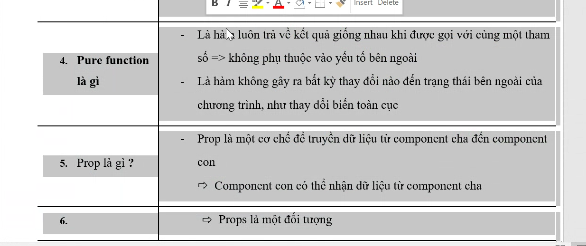 B I Insert Delete
- Là hàm luôn trả về kết quả giống nhau khi được gọi với cùng một tham
số => không phụ thuộc vào yếu tố bên ngoài
4. Pure function
là gì
- Là hàm không gây ra bất kỳ thay đổi nào đến trạng thái bên ngoài của
chương trình, như thay đổi biến toàn cục
- Prop là một cơ chế để truyền dữ liệu từ component cha đến component
con
5. Prop là gì ?
⇨ Component con có thể nhận dữ liệu từ component cha
6.
⇨ Props là một đối tượng